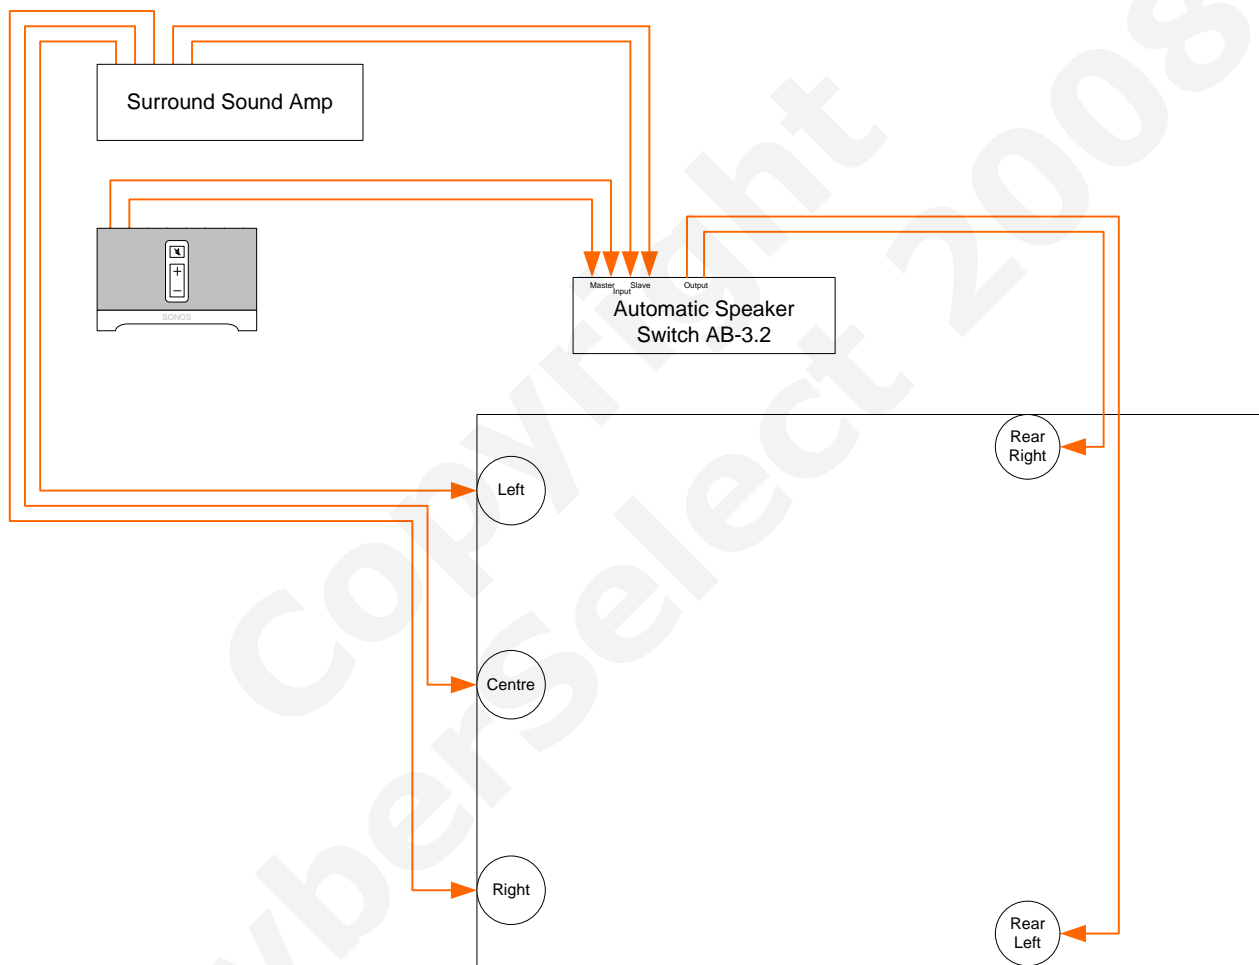 Surround Sound Amp
+
–
SONOS
Master
Slave
Input
Output
Automatic Speaker
Switch AB-3.2
Rear
Right
Left
Centre
Right
Rear
Left
Copyright
yberSelect 2008